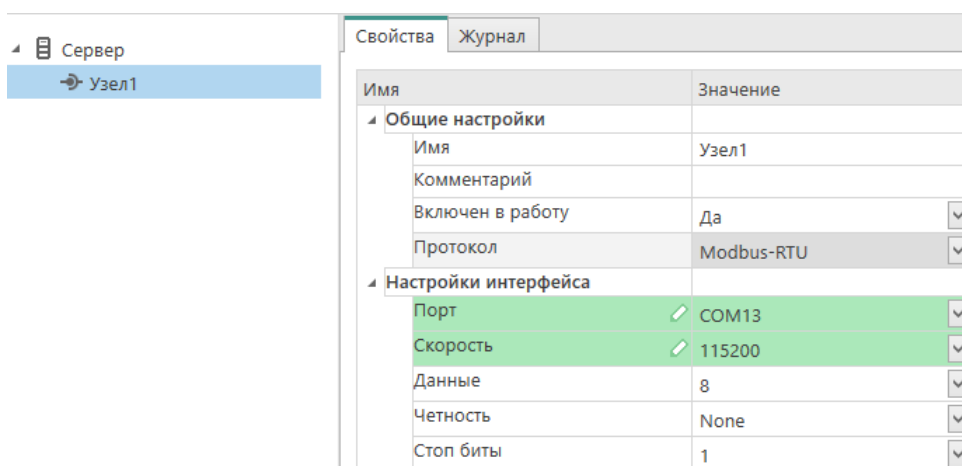 Сервер
Узел1
Свойства Журнал
Имя Значение
Общие настройки
Имя Узел1
Комментарий
Включен в работу Да
Протокол Modbus-RTU
Настройки интерфейса
Порт COM13
Скорость 115200
Данные 8
Четность None
Стоп биты 1